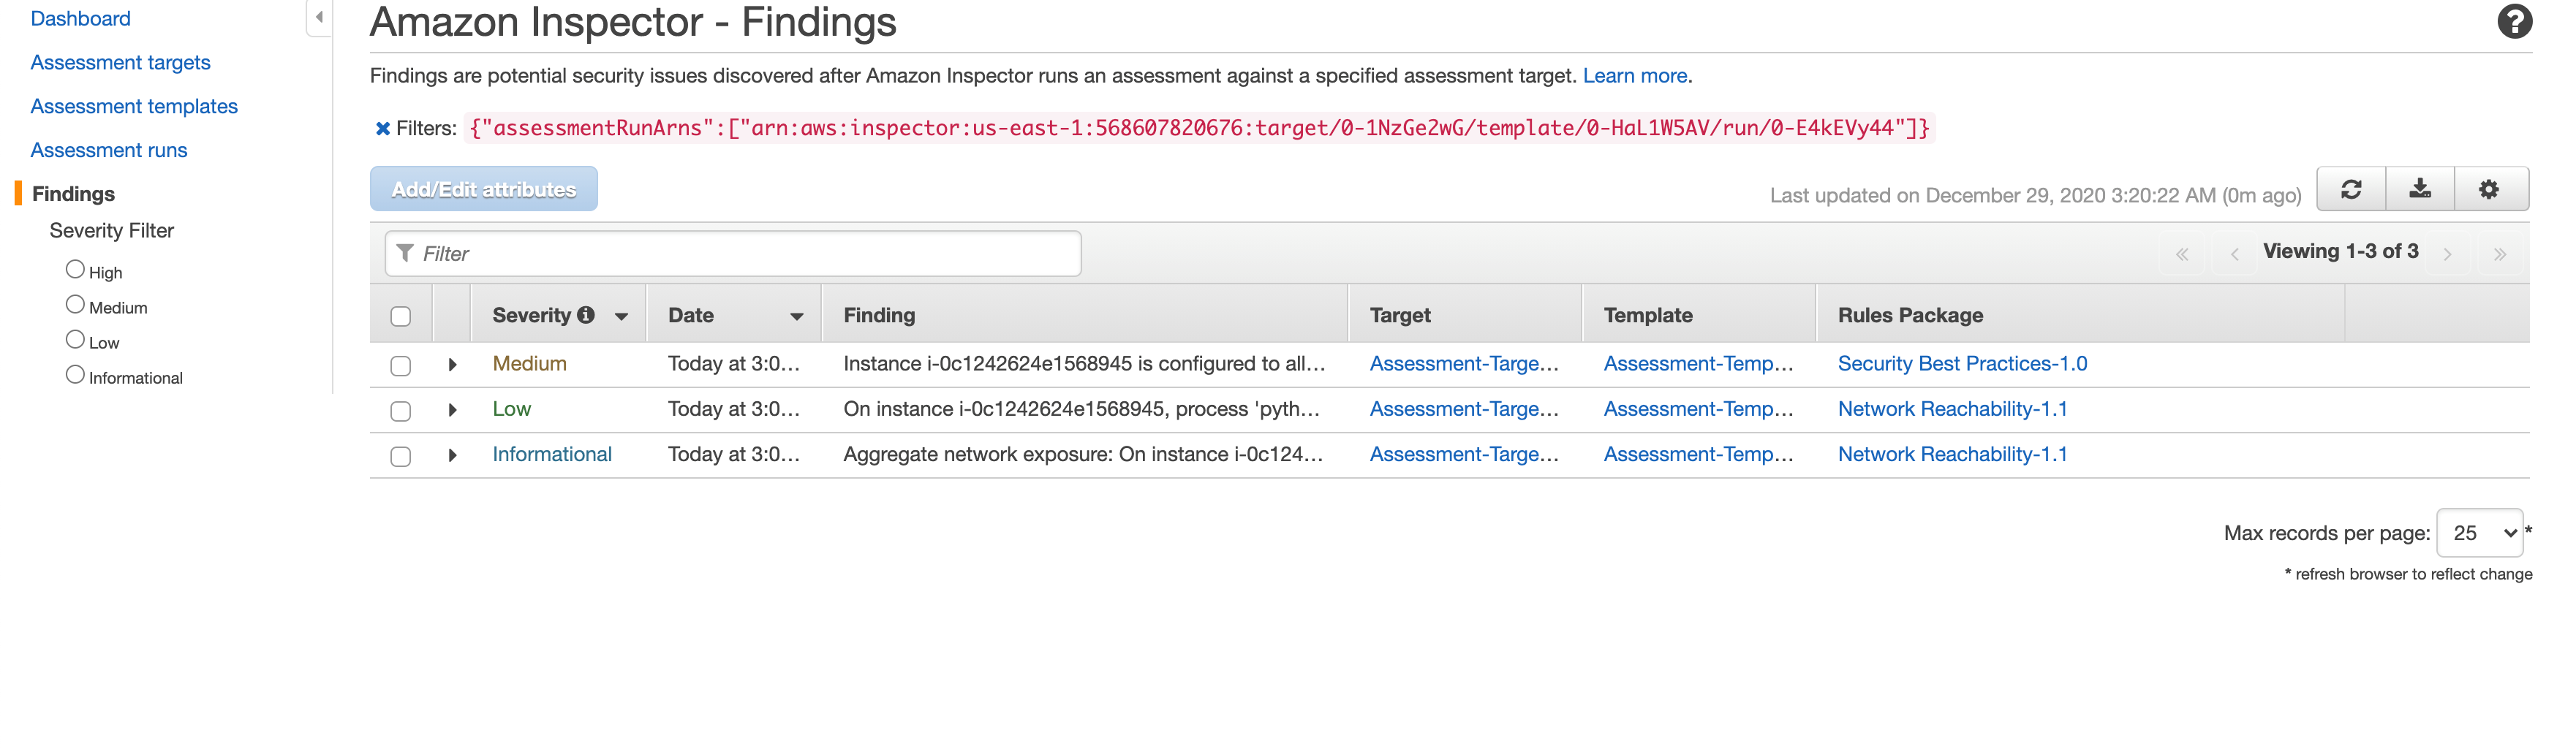 Dashboard
Assessment targets
Assessment templates
Assessment runs
Findings
Severity Filter
High
Medium
Low
Informational
Amazon Inspector - Findings
Findings are potential security issues discovered after Amazon Inspector runs an assessment against a specified assessment target. Learn more.
Filters: {"assessmentRunArns":["arn:aws:inspector:us-east-1:568607820676:target/0-1NzGe2wG/template/0-HaL1W5AV/run/0-E4kEVy44"]}
Add/Edit attributes
Last updated on December 29, 2020 3:20:22 AM (0m ago)
Filter
Viewing 1-3 of 3
Severity Date Finding Target Template Rules Package
Medium Today at 3:0... Instance i-0c1242624e1568945 is configured to all... Assessment-Targe... Assessment-Temp... Security Best Practices-1.0
Low Today at 3:0... On instance i-0c1242624e1568945, process 'pyth... Assessment-Targe... Assessment-Temp... Network Reachability-1.1
Informational Today at 3:0... Aggregate network exposure: On instance i-0c124... Assessment-Targe... Assessment-Temp... Network Reachability-1.1
Max records per page: 25 *
* refresh browser to reflect change